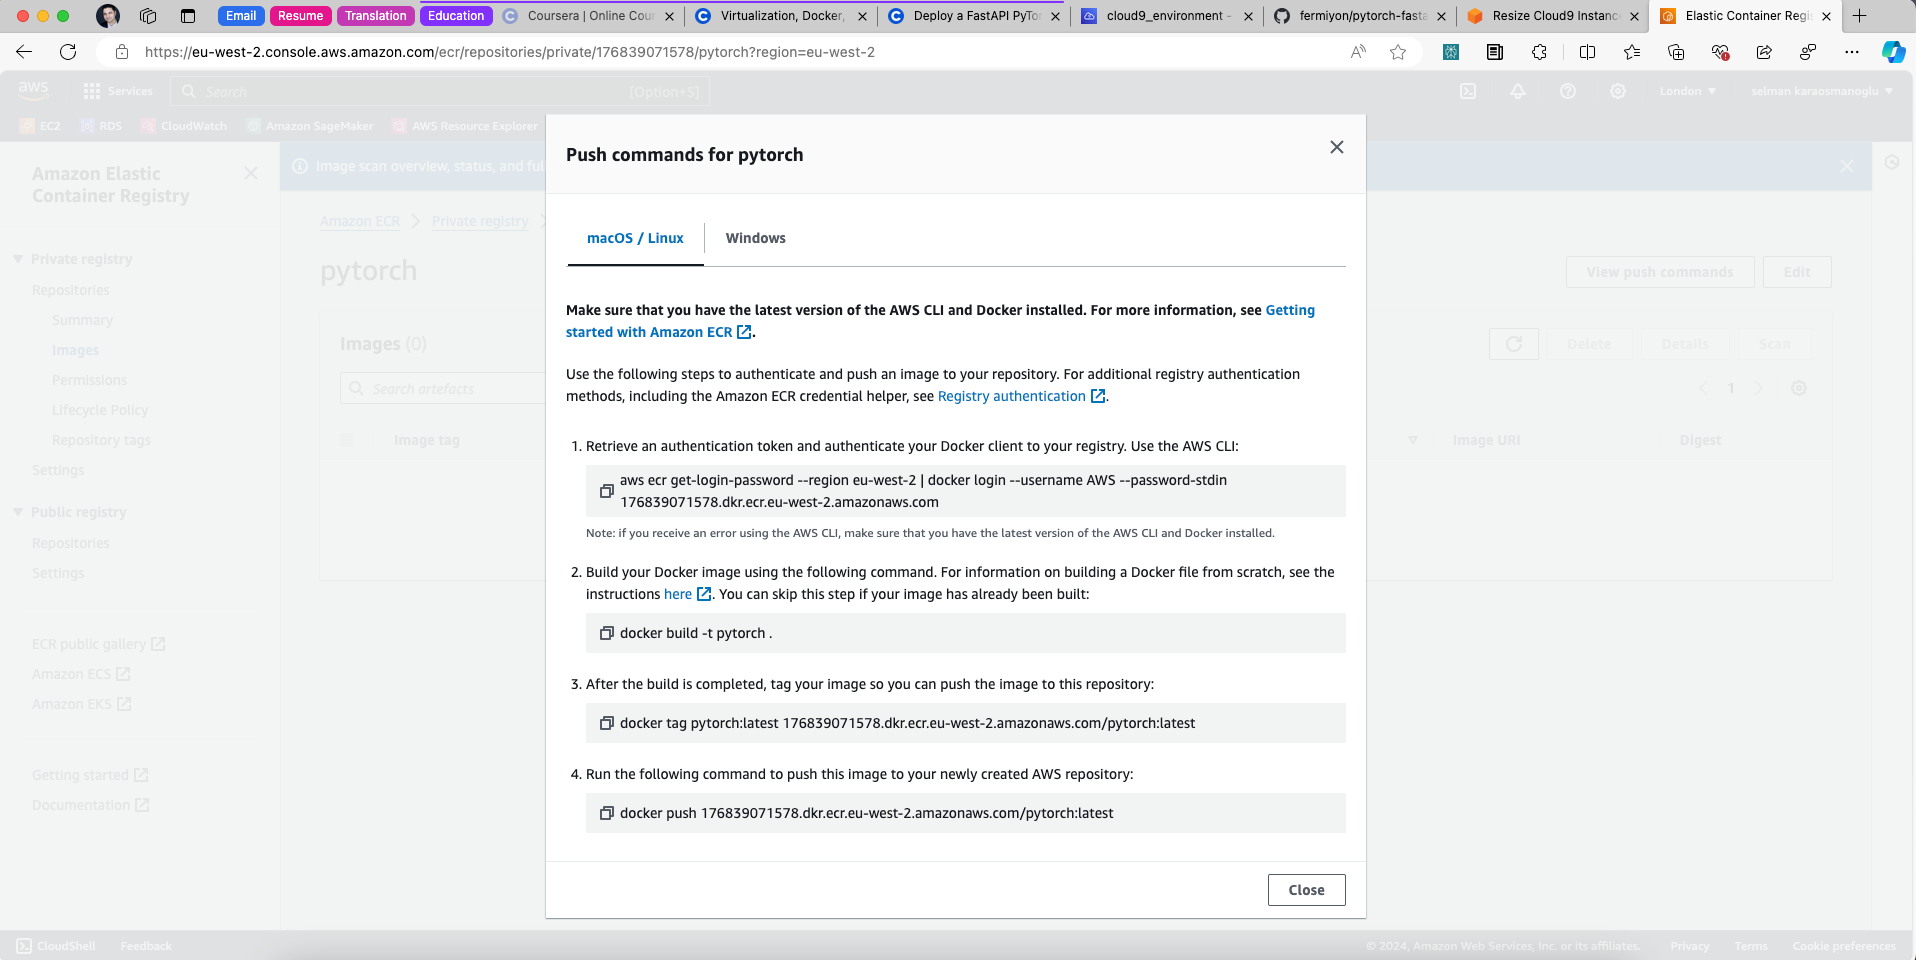 Email
Resume
Translation
Education
Coursera | Online Cour
Virtualization, Docker,
Deploy a FastAPI PyTor
cloud9_environment -
fermiyon/pytorch-fasta
Resize Cloud9 Instanc
Elastic Container Regi
https://eu-west-2.console.aws.amazon.com/ecr/repositories/private/176839071578/pytorch?region=eu-west-2
aws
Services
Search
[Option+S]
London
selman karaosmanoglu
EC2
RDS
CloudWatch
Amazon SageMaker
AWS Resource Explorer
Amazon Elastic
Container Registry
Private registry
Repositories
Summary
Images
Permissions
Lifecycle Policy
Repository tags
Settings
Public registry
Repositories
Settings
ECR public gallery
Amazon ECS
Amazon EKS
Getting started
Documentation
Image scan overview, status, and ful
Amazon ECR
Private registry
pytorch
View push commands
Edit
Images (0)
Delete
Details
Scan
Search artefacts
1
Image tag
Image URI
Digest
Push commands for pytorch
macOS / Linux
Windows
Make sure that you have the latest version of the AWS CLI and Docker installed. For more information, see Getting
started with Amazon ECR.
Use the following steps to authenticate and push an image to your repository. For additional registry authentication
methods, including the Amazon ECR credential helper, see Registry authentication.
1. Retrieve an authentication token and authenticate your Docker client to your registry. Use the AWS CLI:
aws ecr get-login-password --region eu-west-2 | docker login --username AWS --password-stdin
176839071578.dkr.ecr.eu-west-2.amazonaws.com
Note: if you receive an error using the AWS CLI, make sure that you have the latest version of the AWS CLI and Docker installed.
2. Build your Docker image using the following command. For information on building a Docker file from scratch, see the
instructions here. You can skip this step if your image has already been built:
docker build -t pytorch .
3. After the build is completed, tag your image so you can push the image to this repository:
docker tag pytorch:latest 176839071578.dkr.ecr.eu-west-2.amazonaws.com/pytorch:latest
4. Run the following command to push this image to your newly created AWS repository:
docker push 176839071578.dkr.ecr.eu-west-2.amazonaws.com/pytorch:latest
Close
CloudShell
Feedback
© 2024, Amazon Web Services, Inc. or its affiliates.
Privacy
Terms
Cookie preferences